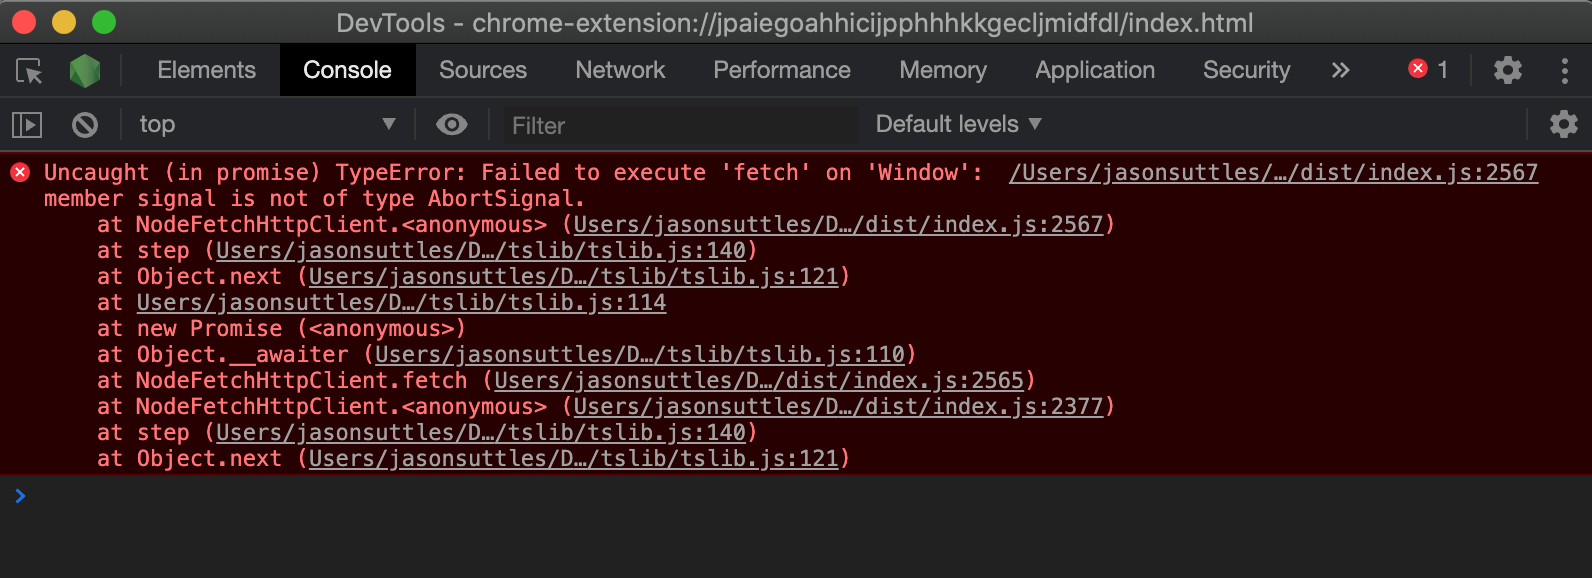 DevTools - chrome-extension://jpaiegoahhicijpphhhkkgecljmidfdl/index.html
Elements Console Sources Network Performance Memory Application Security » 1
top Filter Default levels
Uncaught (in promise) TypeError: Failed to execute 'fetch' on 'Window': /Users/jasonsuttles/…/dist/index.js:2567
member signal is not of type AbortSignal.
at NodeFetchHttpClient.<anonymous> (Users/jasonsuttles/D…/dist/index.js:2567)
at step (Users/jasonsuttles/D…/tslib/tslib.js:140)
at Object.next (Users/jasonsuttles/D…/tslib/tslib.js:121)
at Users/jasonsuttles/D…/tslib/tslib.js:114
at new Promise (<anonymous>)
at Object.__awaiter (Users/jasonsuttles/D…/tslib/tslib.js:110)
at NodeFetchHttpClient.fetch (Users/jasonsuttles/D…/dist/index.js:2565)
at NodeFetchHttpClient.<anonymous> (Users/jasonsuttles/D…/dist/index.js:2377)
at step (Users/jasonsuttles/D…/tslib/tslib.js:140)
at Object.next (Users/jasonsuttles/D…/tslib/tslib.js:121)